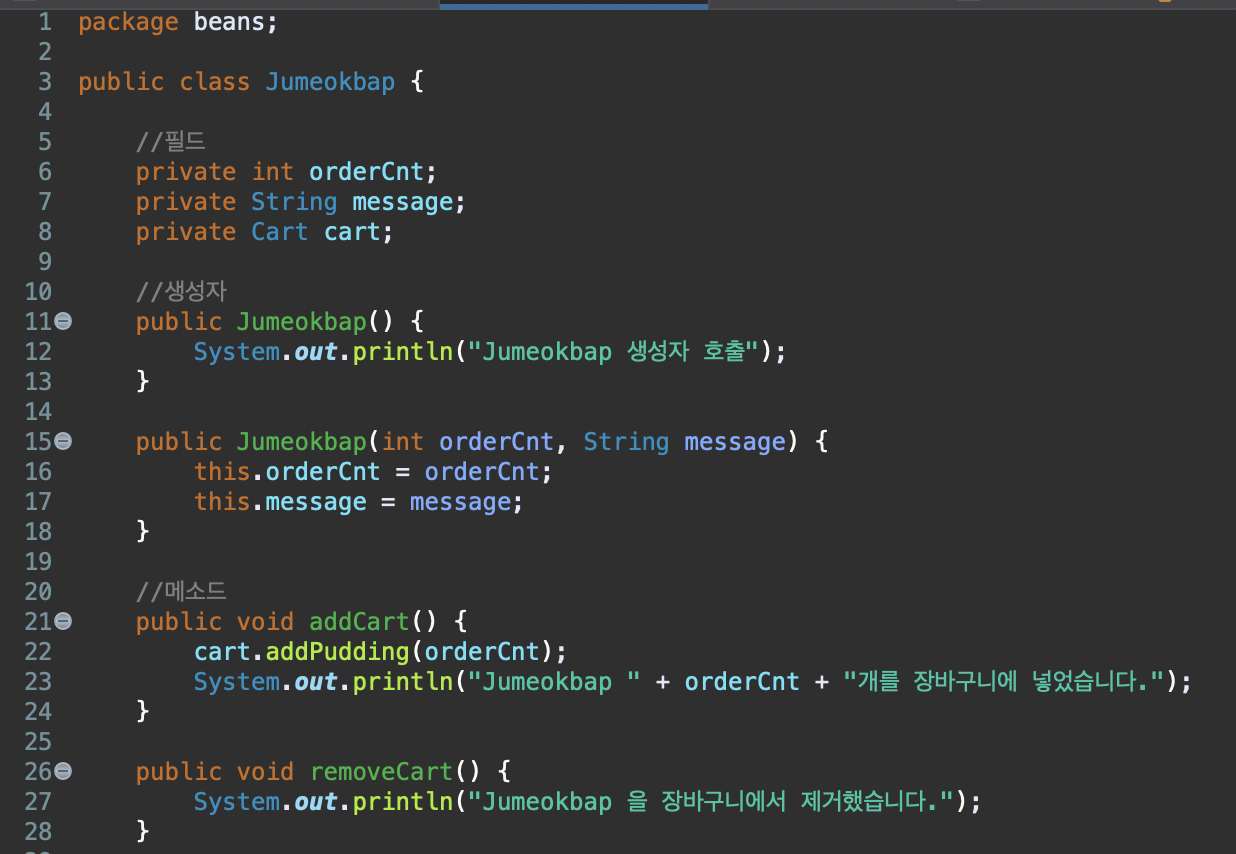 1 package beans;
2
3 public class Jumeokbap {
4
5     //필드
6     private int orderCnt;
7     private String message;
8     private Cart cart;
9
10     //생성자
11     public Jumeokbap() {
12         System.out.println("Jumeokbap 생성자 호출");
13     }
14
15     public Jumeokbap(int orderCnt, String message) {
16         this.orderCnt = orderCnt;
17         this.message = message;
18     }
19
20     //메소드
21     public void addCart() {
22         cart.addPudding(orderCnt);
23         System.out.println("Jumeokbap " + orderCnt + "개를 장바구니에 넣었습니다.");
24     }
25
26     public void removeCart() {
27         System.out.println("Jumeokbap 을 장바구니에서 제거했습니다.");
28     }